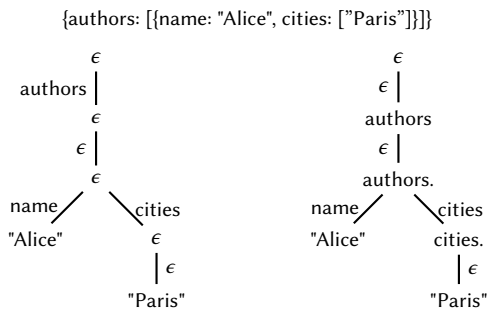 {authors: [{name: "Alice", cities: [”Paris”]}]}
ϵ ϵ
authors ϵ
ϵ authors
ϵ ϵ
ϵ authors.
name cities name cities
"Alice" ϵ "Alice" cities.
ϵ ϵ
"Paris" "Paris"